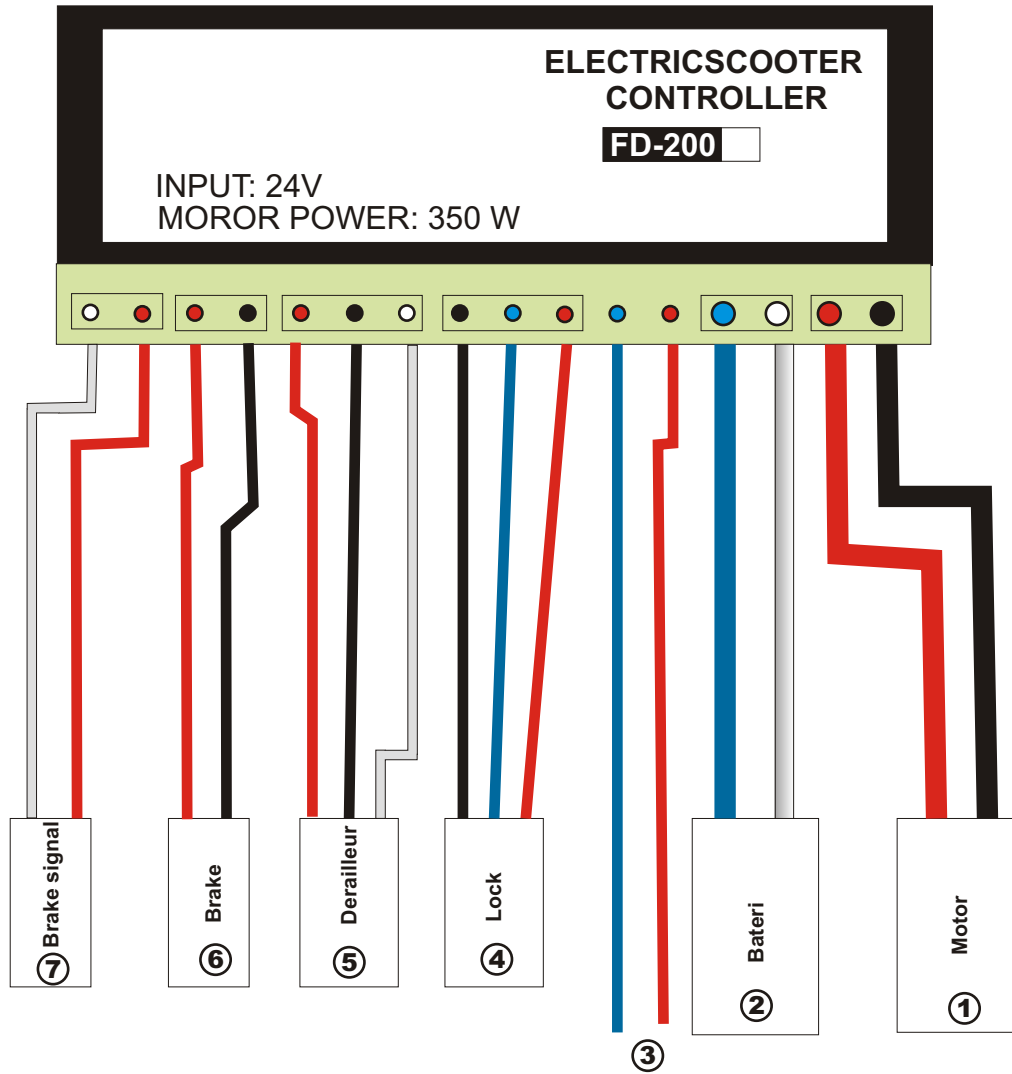 ELECTRICSCOOTER
CONTROLLER
FD-200
INPUT: 24V
MOROR POWER: 350 W
Brake signal
7
Brake
6
Derailleur
5
Lock
4
3
Bateri
2
Motor
1